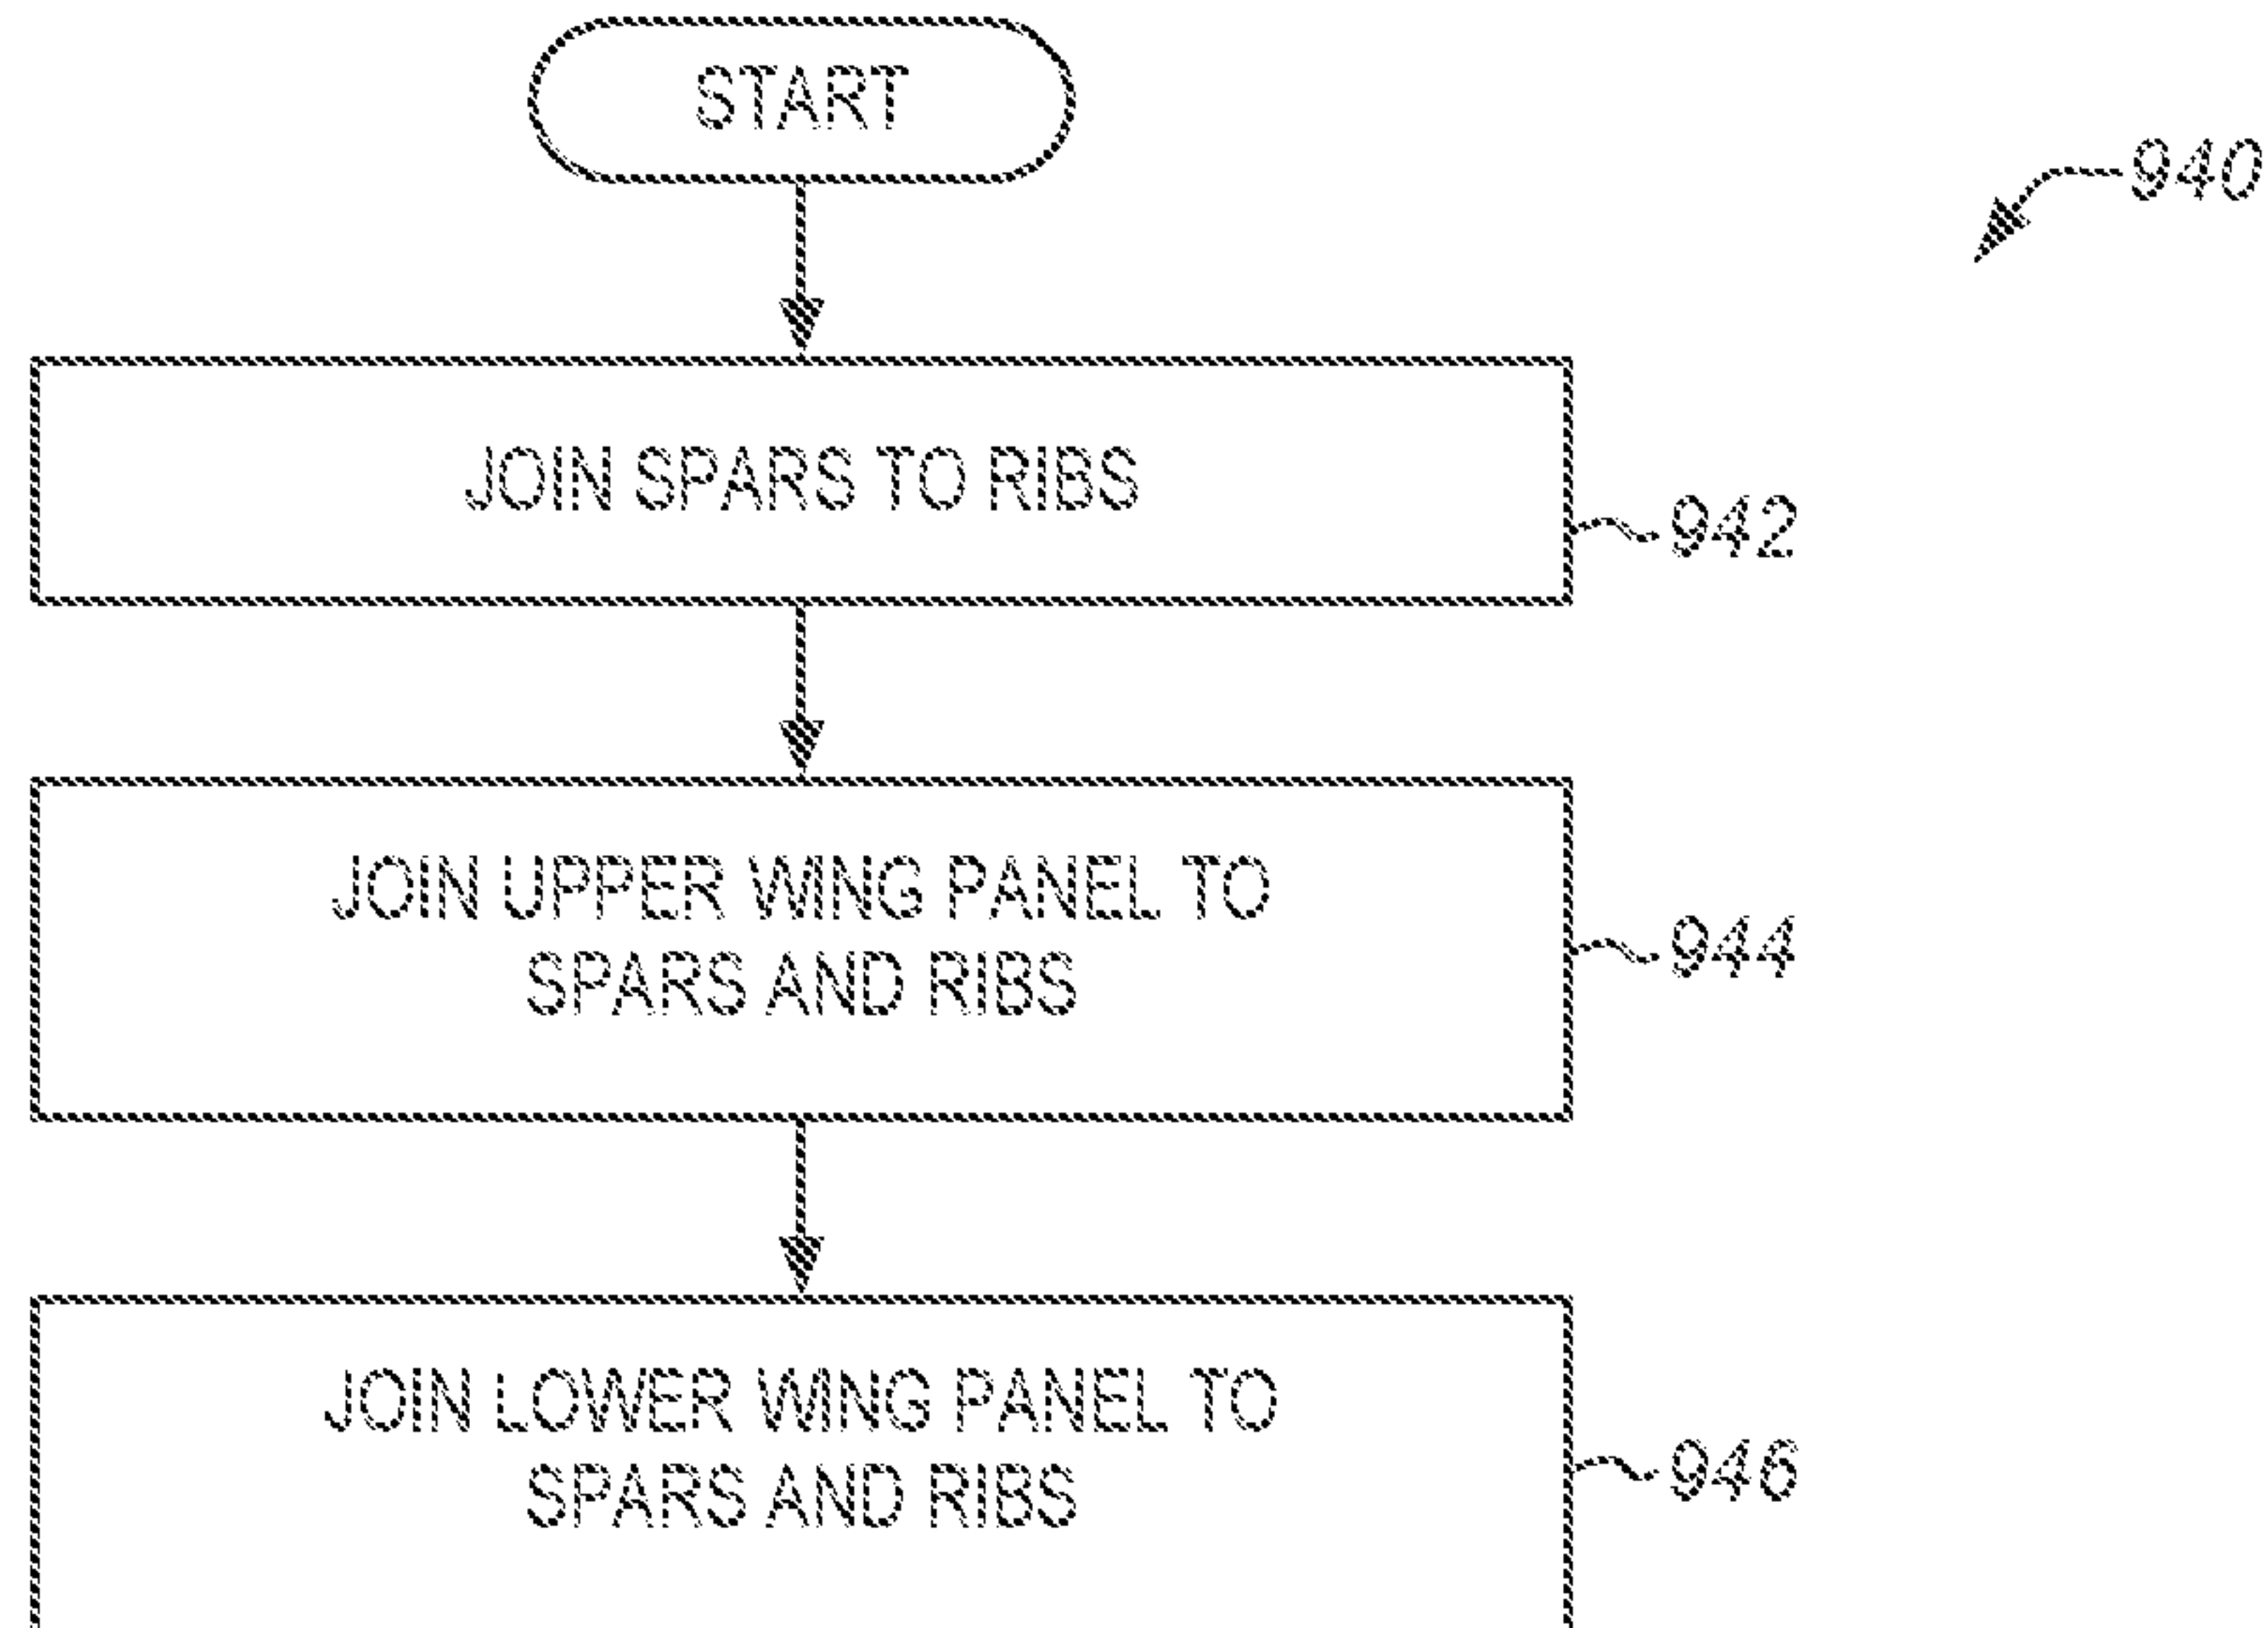 START
940
JOIN SPARS TO RIBS
942
JOIN UPPER WING PANEL TO
SPARS AND RIBS
944
JOIN LOWER WING PANEL TO
SPARS AND RIBS
946